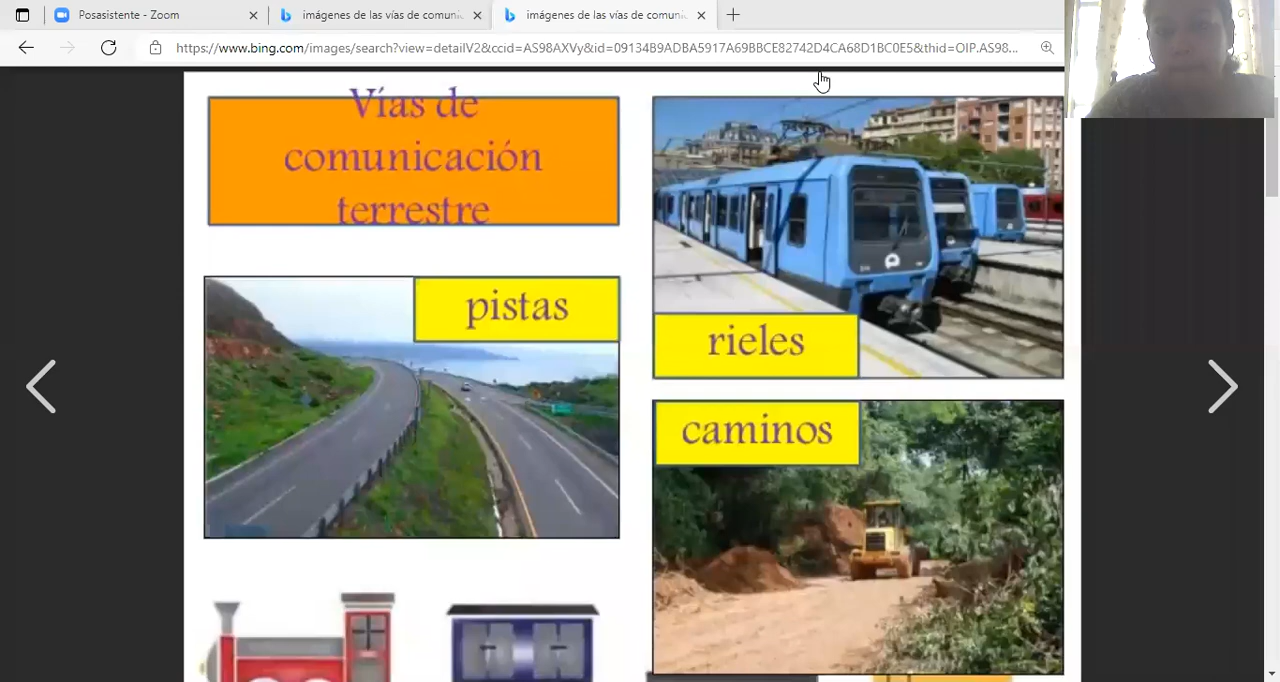 Posasistente - Zoom
imágenes de las vías de comuni
imágenes de las vías de comuni
https://www.bing.com/images/search?view=detailV2&ccid=AS98AXVy&id=09134B9ADBA5917A69BBCE82742D4CA68D1BC0E5&thid=OIP.AS98...
Vías de
comunicación
terrestre
pistas
rieles
caminos